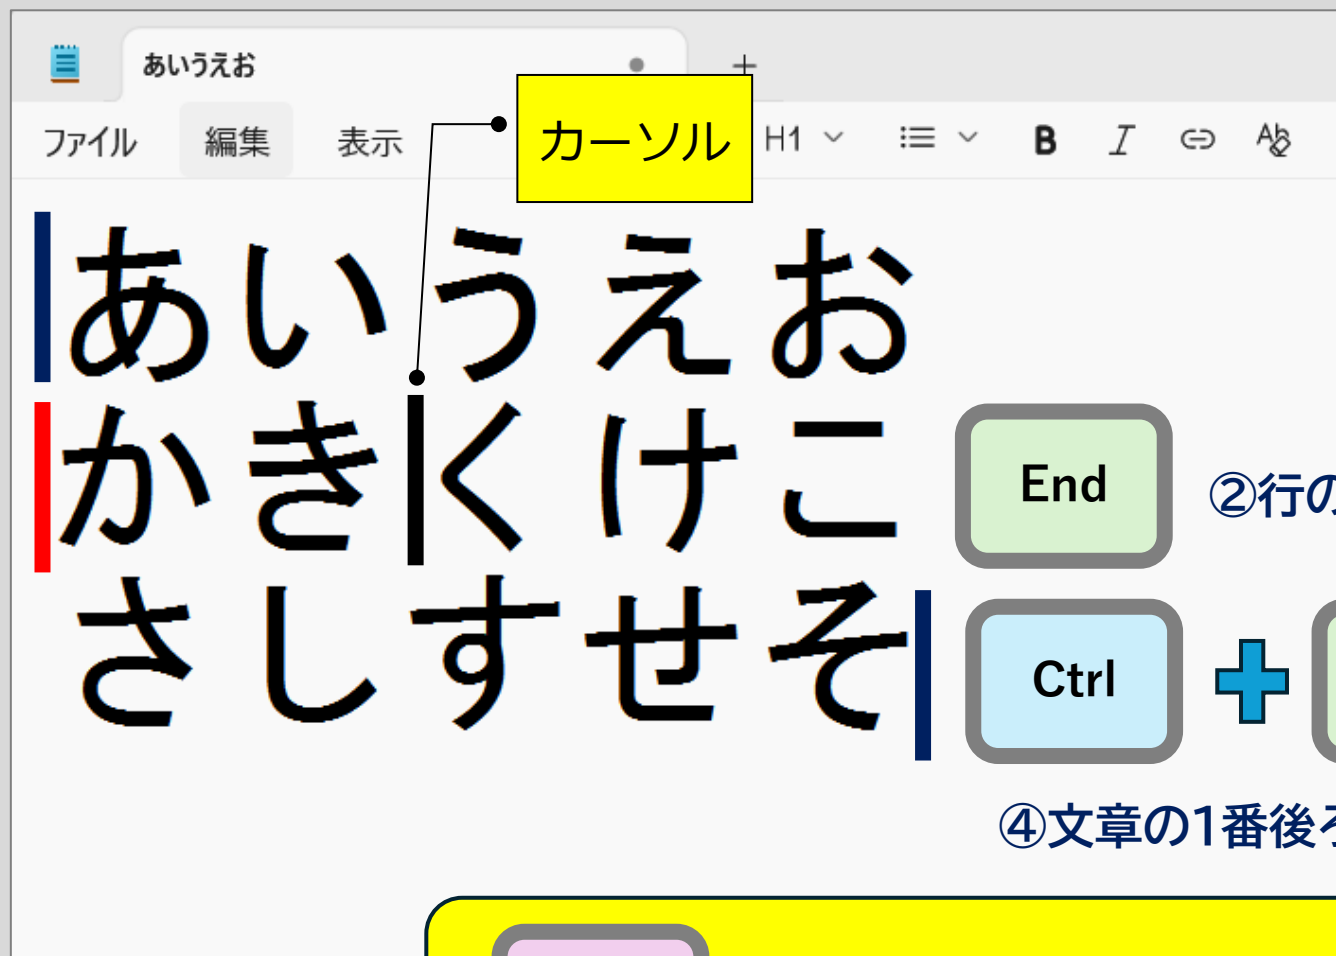 あいうえお
ファイル 編集 表示 カーソル H1 B I Ab
あいうえお
かきくけこ
End ②行の
さしすせそ
Ctrl
④文章の1番後